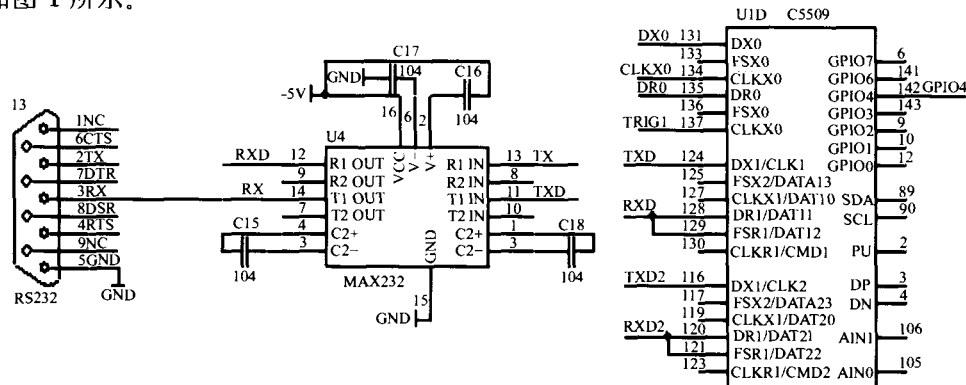 如图 1 所示。
U1D C5509
DX0 131 DX0
133 FSX0
CLKX0 134 CLKX0
DR0 135 DR0
136 FSX0
TRIG1 137 CLKX0
TXD 124 DX1/CLK1
125 FSX2/DATA13
127 CLKX1/DAT10
RXD 128 DR1/DAT11
129 FSR1/DAT12
130 CLKR1/CMD1
TXD2 116 DX1/CLK2
117 FSX2/DATA23
119 CLKX1/DAT20
RXD2 120 DR1/DAT21
121 FSR1/DAT22
123 CLKR1/CMD2
GPIO7 6
GPIO6 141
GPIO4 142 GPIO4
GPIO3 143
GPIO2 9
GPIO1 10
GPIO0 12
SDA 89
SCL 90
PU 2
DP 3
DN 4
AIN1 106
AIN0 105
C17
104
GND
-5V
C16
104
16 6 2
13
1NC
6CTS
2TX
7DTR
3RX
8DSR
4RTS
9NC
5GND
RS232
GND
U4
VCC V- V+
RXD 12 R1 OUT
9 R2 OUT
RX 14 T1 OUT
7 T2 OUT
4 C2+
3 C2-
C15
104
R1 IN 13 TX
R2 IN 8
T1 IN 11 TXD
T2 IN 10
C2+ 1
C2- 3
C18
104
GND
MAX232
15
GND